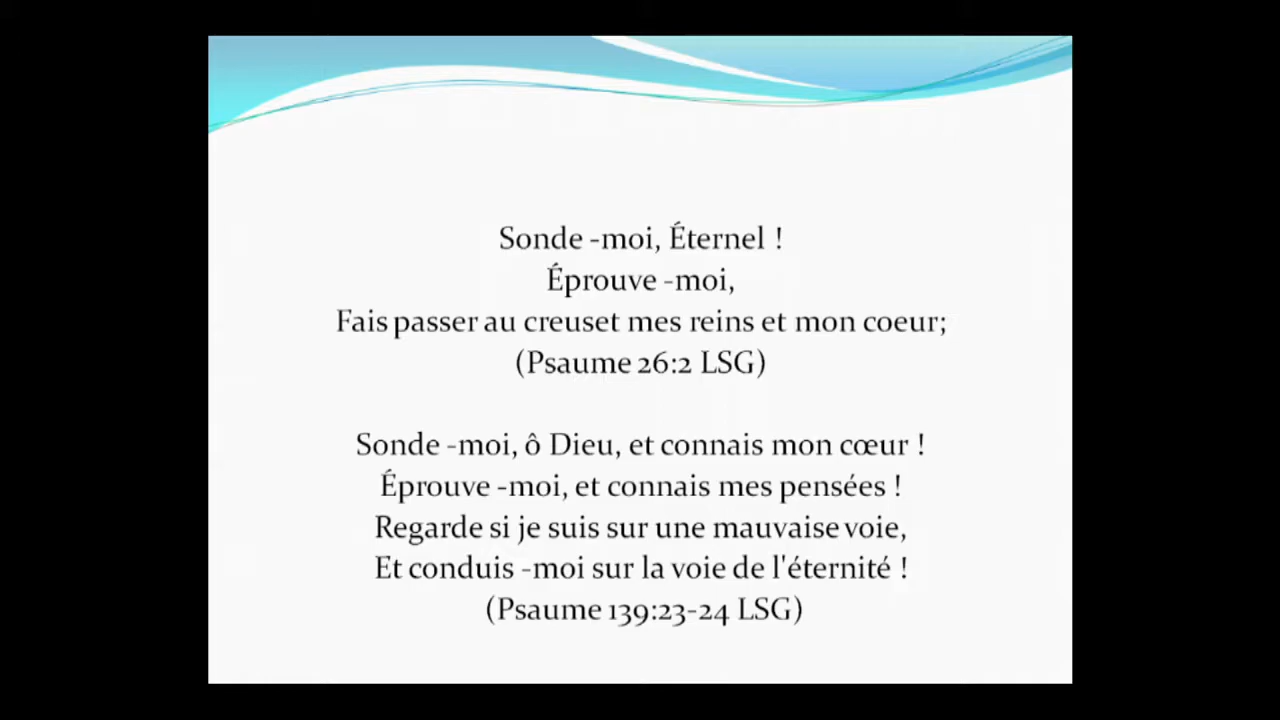 Sonde -moi, Éternel !
Éprouve -moi,
Fais passer au creuset mes reins et mon coeur;
(Psaume 26:2 LSG)
Sonde -moi, ô Dieu, et connais mon cœur !
Éprouve -moi, et connais mes pensées !
Regarde si je suis sur une mauvaise voie,
Et conduis -moi sur la voie de l'éternité !
(Psaume 139:23-24 LSG)